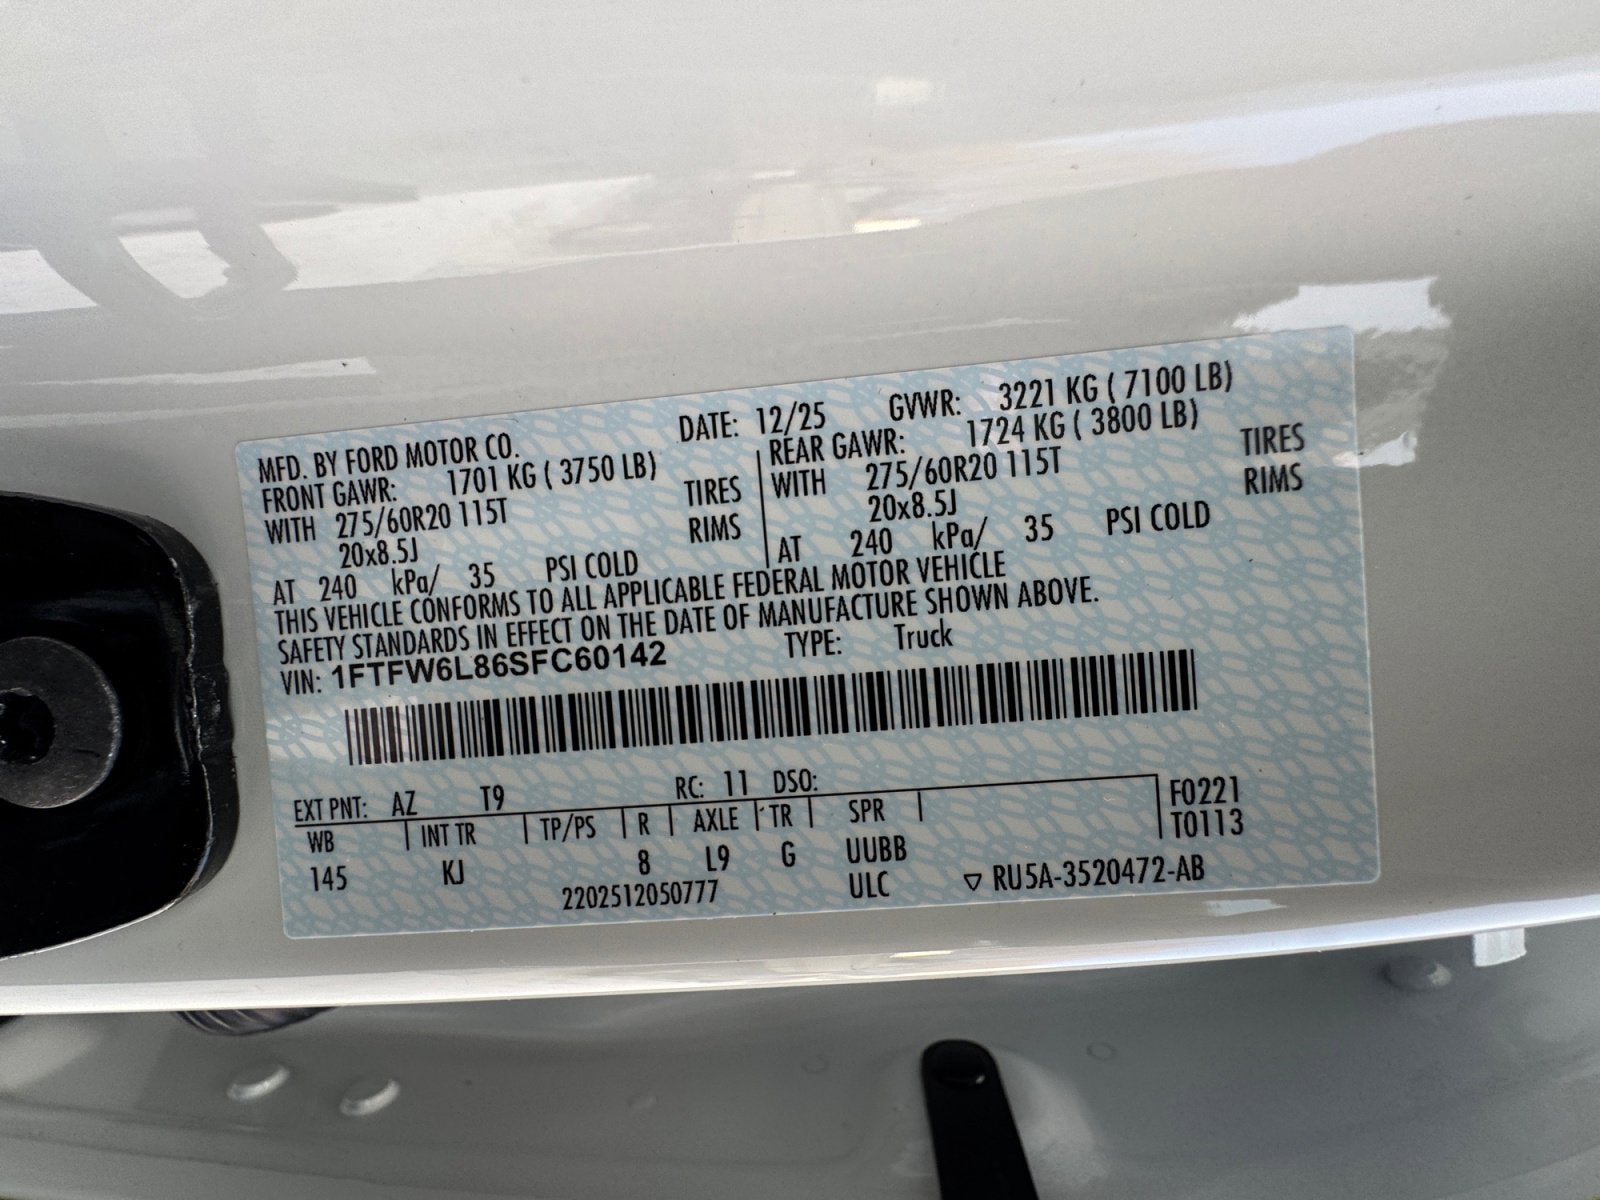 MFD. BY FORD MOTOR CO. DATE: 12/25 GVWR: 3221 KG ( 7100 LB)
FRONT GAWR: 1701 KG ( 3750 LB)
WITH 275/60R20 115T TIRES
20x8.5J RIMS
AT 240 kPa/ 35 PSI COLD
REAR GAWR: 1724 KG ( 3800 LB)
WITH 275/60R20 115T TIRES
20x8.5J RIMS
AT 240 kPa/ 35 PSI COLD
THIS VEHICLE CONFORMS TO ALL APPLICABLE FEDERAL MOTOR VEHICLE
SAFETY STANDARDS IN EFFECT ON THE DATE OF MANUFACTURE SHOWN ABOVE.
VIN: 1FTFW6L86SFC60142 TYPE: Truck
EXT PNT: AZ T9 RC: 11 DSO:
WB INT TR TP/PS R AXLE TR SPR
145 KJ 8 L9 G UUBB
F0221
T0113
2202512050777 ULC ▽ RU5A-3520472-AB